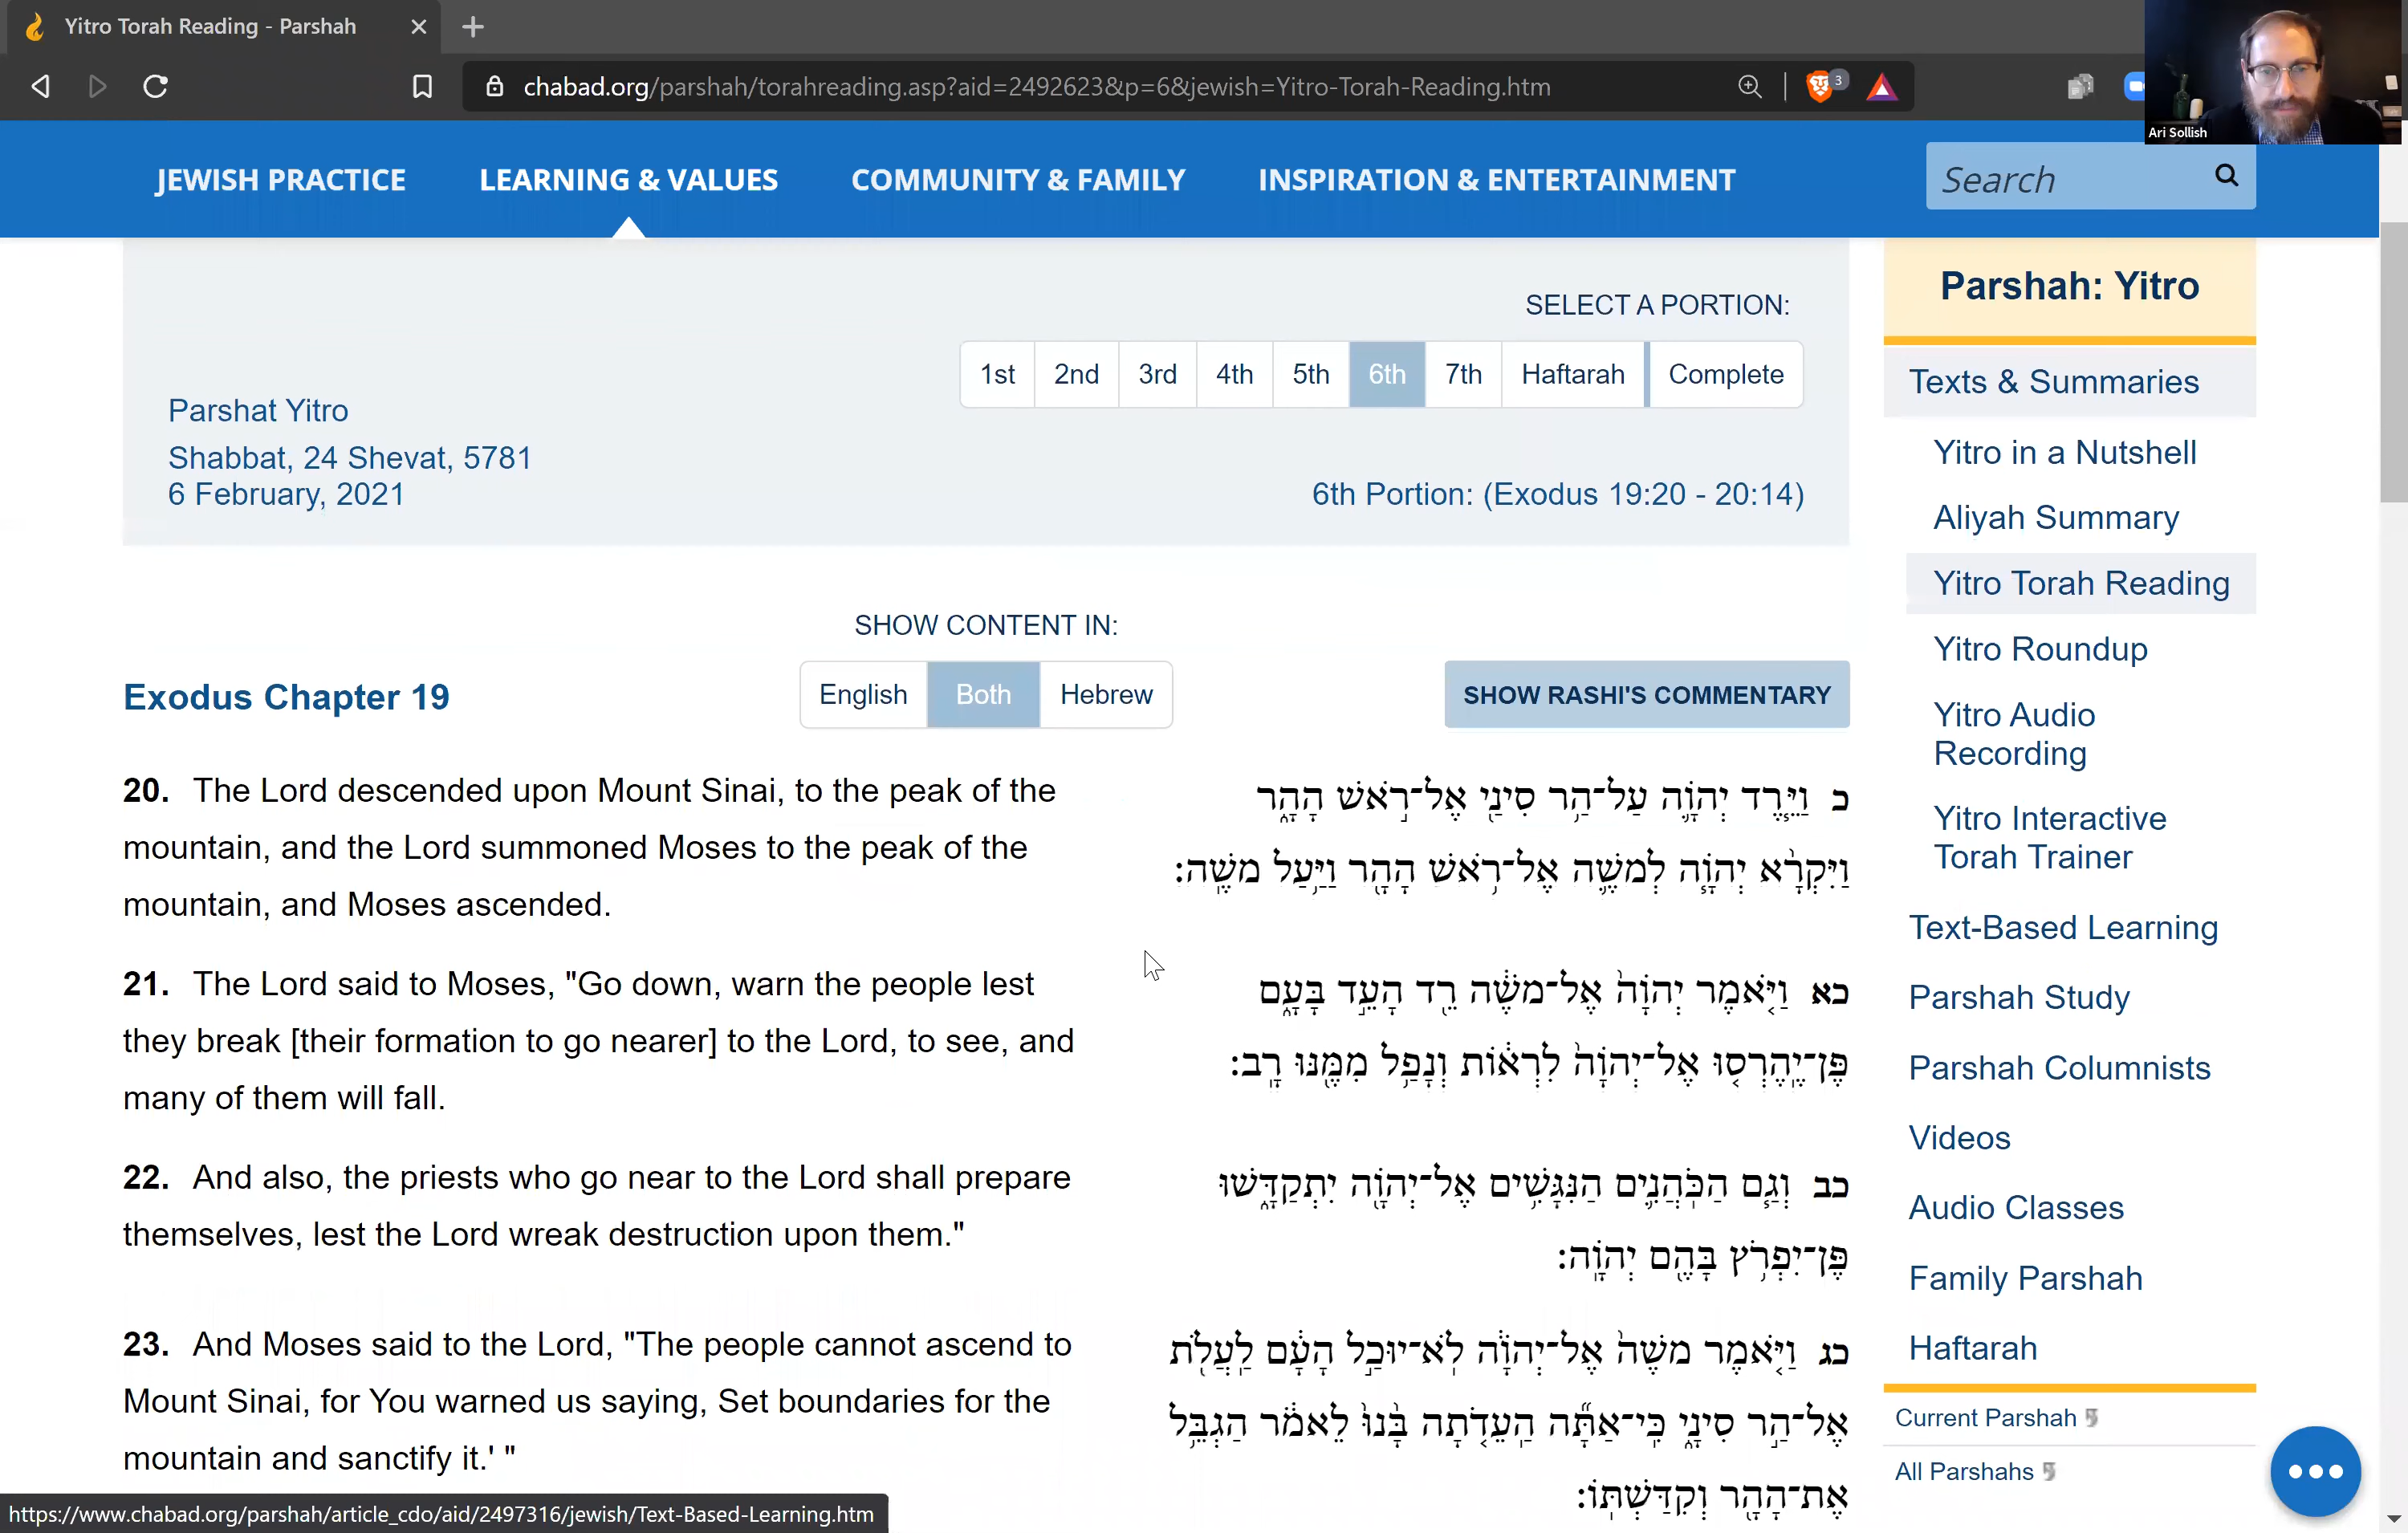 Yitro Torah Reading - Parshah
chabad.org/parshah/torahreading.asp?aid=2492623&p=6&jewish=Yitro-Torah-Reading.htm
3
Ari Sollish
JEWISH PRACTICE
LEARNING & VALUES
COMMUNITY & FAMILY
INSPIRATION & ENTERTAINMENT
Search
SELECT A PORTION:
1st 2nd 3rd 4th 5th 6th 7th Haftarah Complete
Parshat Yitro
Shabbat, 24 Shevat, 5781
6 February, 2021
6th Portion: (Exodus 19:20 - 20:14)
SHOW CONTENT IN:
Exodus Chapter 19
English Both Hebrew
SHOW RASHI'S COMMENTARY
20. The Lord descended upon Mount Sinai, to the peak of the
mountain, and the Lord summoned Moses to the peak of the
mountain, and Moses ascended.
כ וַיֵּ֧רֶד יְהוָֹ֛ה עַל־הַ֥ר סִינַ֖י אֶל־רֹ֣אשׁ הָהָ֑ר
וַיִּקְרָ֨א יְהוָֹ֧ה לְמשֶׁ֛ה אֶל־רֹ֥אשׁ הָהָ֖ר וַיַּ֥עַל משֶֽׁה:
21. The Lord said to Moses, "Go down, warn the people lest
they break [their formation to go nearer] to the Lord, to see, and
many of them will fall.
כא וַיֹּ֤אמֶר יְהוָֹה֙ אֶל־משֶׁ֔ה רֵ֖ד הָעֵ֣ד בָּעָ֑ם
פֶּן־יֶֽהֶרְס֤וּ אֶל־יְהוָֹה֙ לִרְא֔וֹת וְנָפַ֥ל מִמֶּ֖נּוּ רָֽב:
22. And also, the priests who go near to the Lord shall prepare
themselves, lest the Lord wreak destruction upon them."
כב וְגַ֧ם הַכֹּֽהֲנִ֛ים הַנִּגָּשִׁ֥ים אֶל־יְהוָֹ֖ה יִתְקַדָּ֑שׁוּ
פֶּן־יִפְרֹ֥ץ בָּהֶ֖ם יְהוָֹֽה:
23. And Moses said to the Lord, "The people cannot ascend to
Mount Sinai, for You warned us saying, Set boundaries for the
mountain and sanctify it.' "
כג וַיֹּ֤אמֶר משֶׁה֙ אֶל־יְהוָֹ֔ה לֹֽא־יוּכַ֣ל הָעָ֔ם לַֽעֲלֹ֖ת
אֶל־הַ֣ר סִינָ֑י כִּֽי־אַתָּ֞ה הַֽעֵדֹ֤תָה בָּ֨נוּ֙ לֵאמֹ֔ר הַגְבֵּ֥ל
אֶת־הָהָ֖ר וְקִדַּשְׁתּֽוֹ:
Parshah: Yitro
Texts & Summaries
Yitro in a Nutshell
Aliyah Summary
Yitro Torah Reading
Yitro Roundup
Yitro Audio
Recording
Yitro Interactive
Torah Trainer
Text-Based Learning
Parshah Study
Parshah Columnists
Videos
Audio Classes
Family Parshah
Haftarah
Current Parshah
All Parshahs
https://www.chabad.org/parshah/article_cdo/aid/2497316/jewish/Text-Based-Learning.htm